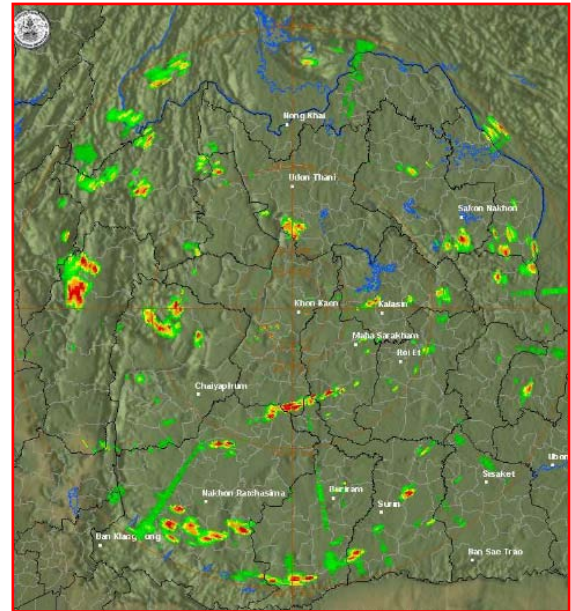 Nong Khai
Udon Thani
Sakon Nakhon
Khon Kaen
Kalasin
Maha Sarakham
Roi Et
Chaiyaphum
Ubon
Sisaket
Nakhon Ratchasima
Buriram
Surin
Ban Sae Trao